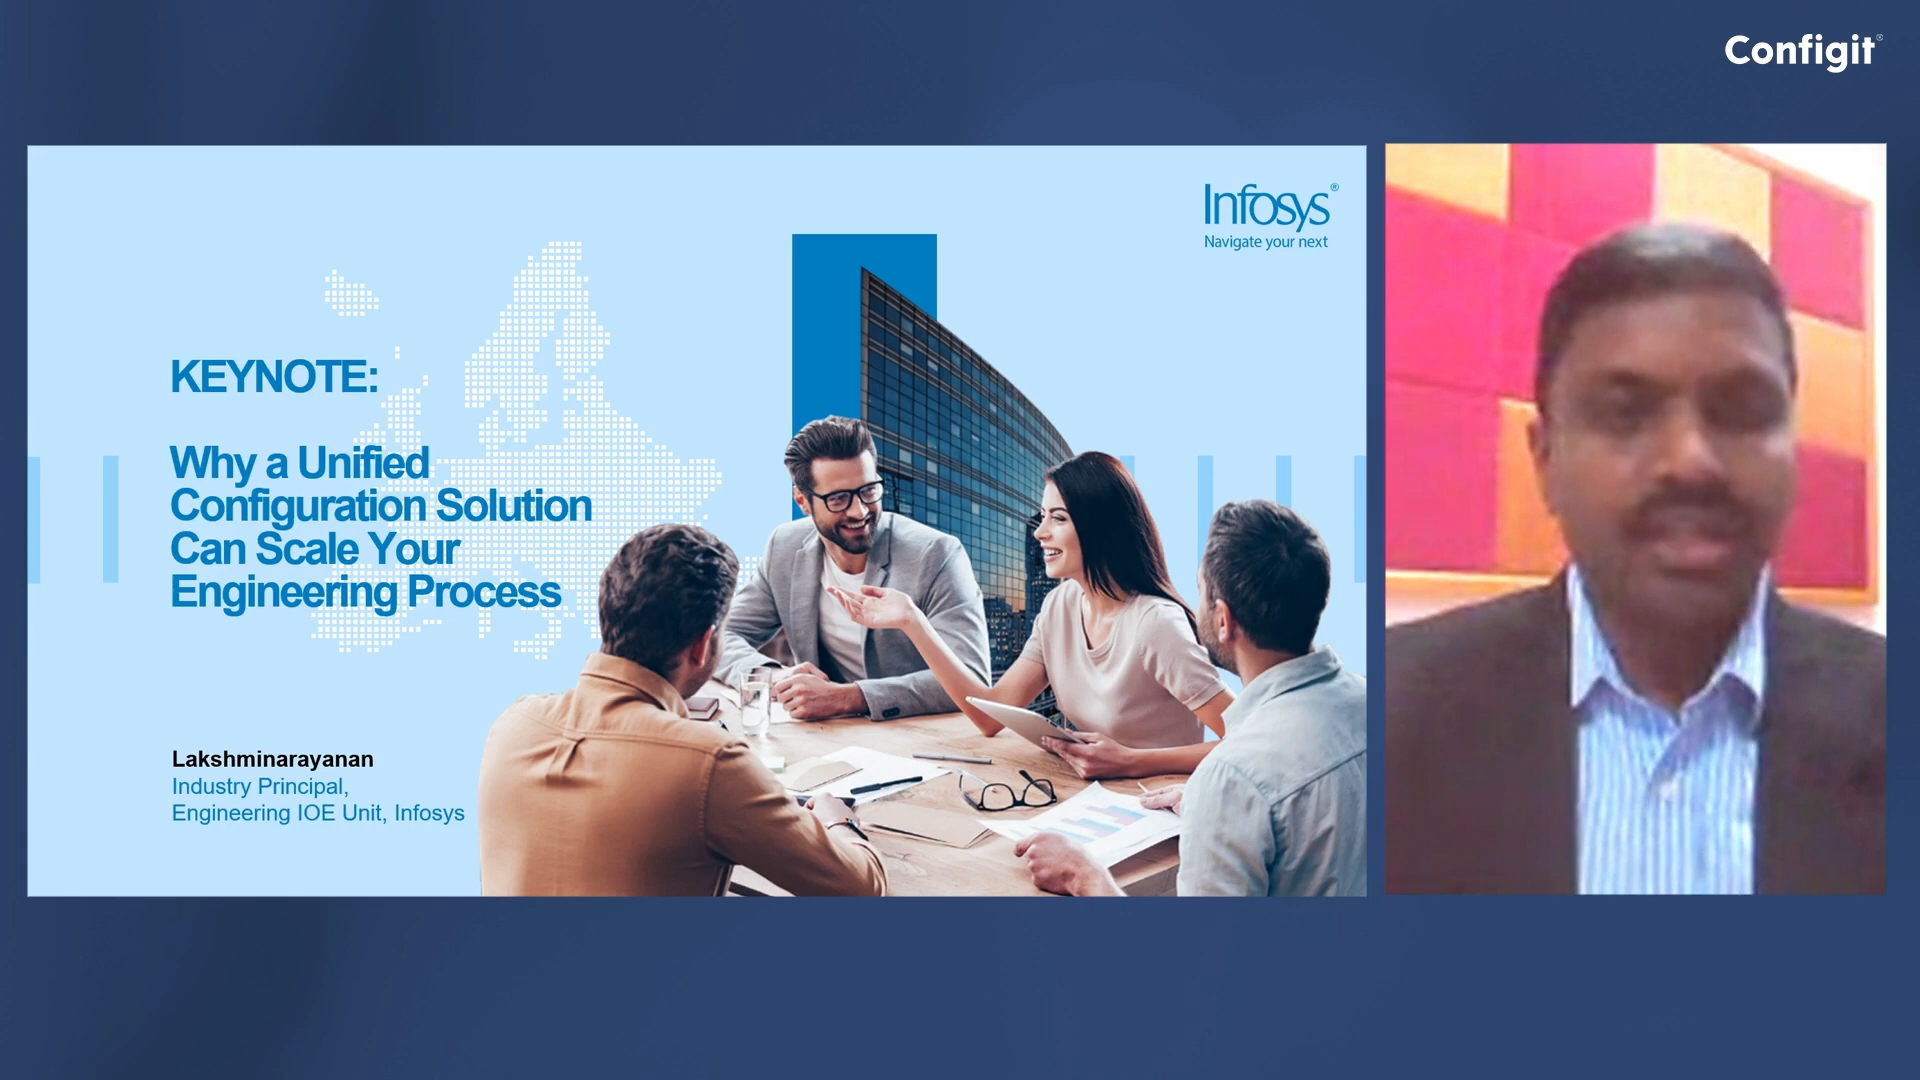 Configit®
Infosys®
Navigate your next
KEYNOTE:
Why a Unified
Configuration Solution
Can Scale Your
Engineering Process
Lakshminarayanan
Industry Principal,
Engineering IOE Unit, Infosys